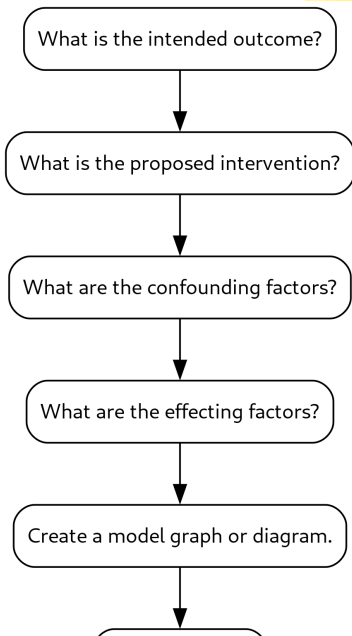 What is the intended outcome?
What is the proposed intervention?
What are the confounding factors?
What are the effecting factors?
Create a model graph or diagram.